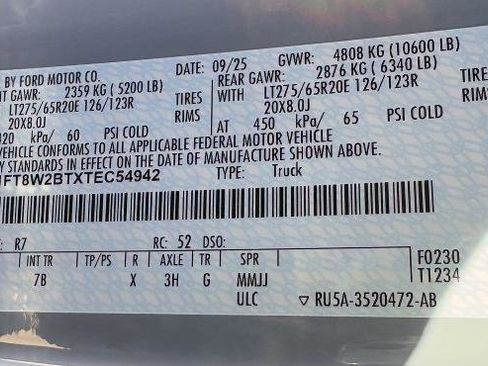 BY FORD MOTOR CO. DATE: 09/25 GVWR: 4808 KG (10600 LB)
GAWR: 2359 KG ( 5200 LB) REAR GAWR: 2876 KG ( 6340 LB)
LT275/65R20E 126/123R TIRES WITH LT275/65R20E 126/123R TIRES
20X8.0J RIMS 20X8.0J RIMS
kPa/ 60 PSI COLD AT 450 kPa/ 65 PSI COLD
VEHICLE CONFORMS TO ALL APPLICABLE FEDERAL MOTOR VEHICLE
STANDARDS IN EFFECT ON THE DATE OF MANUFACTURE SHOWN ABOVE.
FT8W2BTXTEC54942 TYPE: Truck
R7 RC: 52 DSO:
INT TR TP/PS R AXLE TR SPR F0230
7B X 3H G MMJJ T1234
ULC ▽ RU5A-3520472-AB